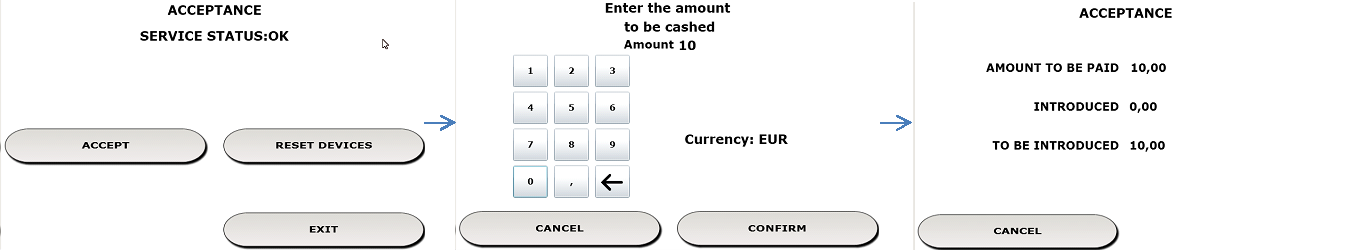 ACCEPTANCE
SERVICE STATUS:OK
ACCEPT
RESET DEVICES
EXIT
Enter the amount
to be cashed
Amount 10
1 2 3
4 5 6
7 8 9
0 ,
Currency: EUR
CANCEL
CONFIRM
ACCEPTANCE
AMOUNT TO BE PAID 10,00
INTRODUCED 0,00
TO BE INTRODUCED 10,00
CANCEL